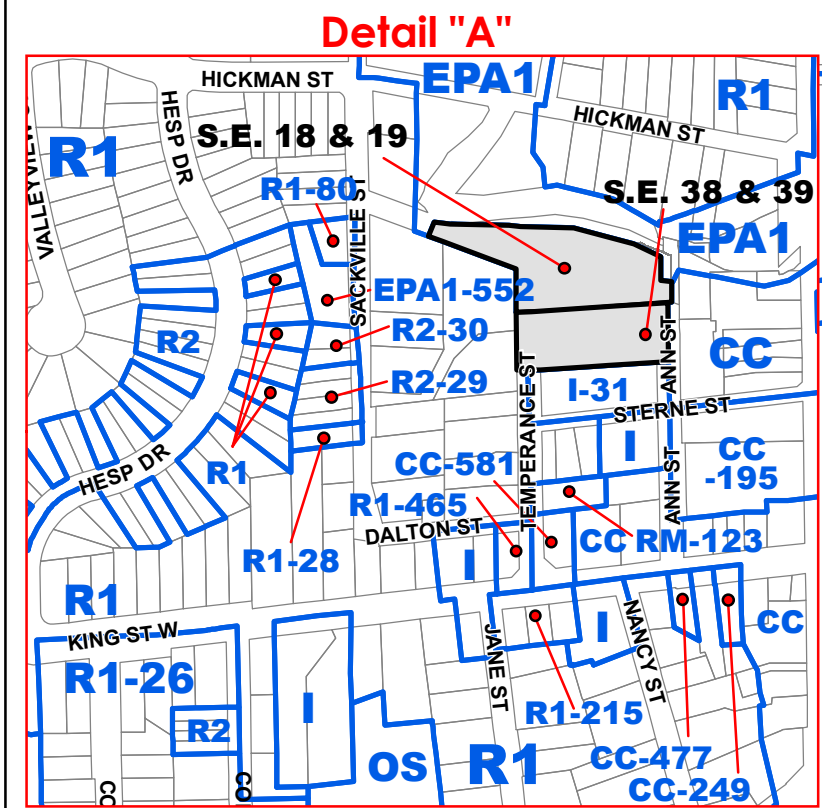 Detail "A"
HICKMAN ST
EPA1
R1
HESP DR
HICKMAN ST
S.E. 18 & 19
R1
R1-80
S.E. 38 & 39
VALLEYVIEW
SACKVILLE ST
EPA1
EPA1-552
R2-30
R2
ANN ST
CC
R2-29
I-31
STERNE ST
TEMPERANCE ST
I
CC
-195
CC-581
R1
HESP DR
R1-465
ANN ST
DALTON ST
CC
RM-123
R1-28
I
R1
I
CC
KING ST W
JANE ST
NANCY ST
R1-26
R1-215
I
R2
R1
OS
CC-477
CC-249
CO
CO